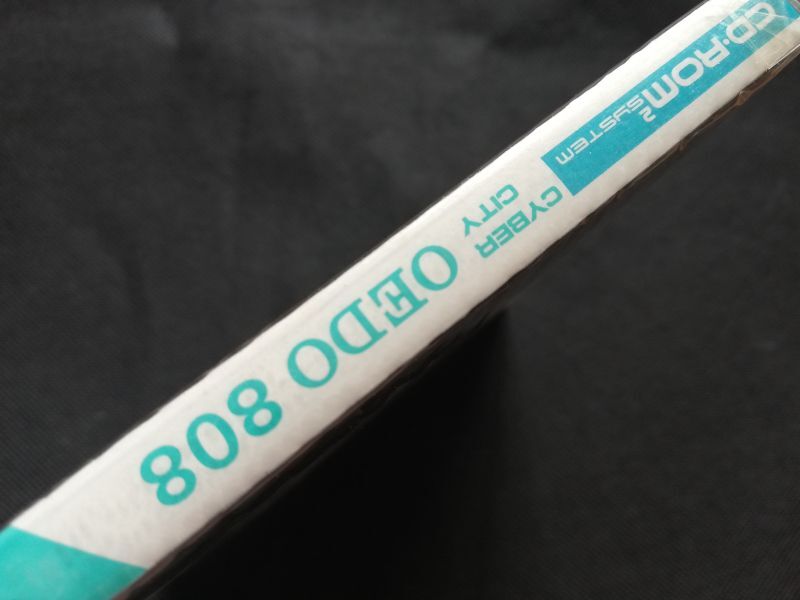 CD·ROM² SYSTEM
CYBER
CITY
OEDO 808